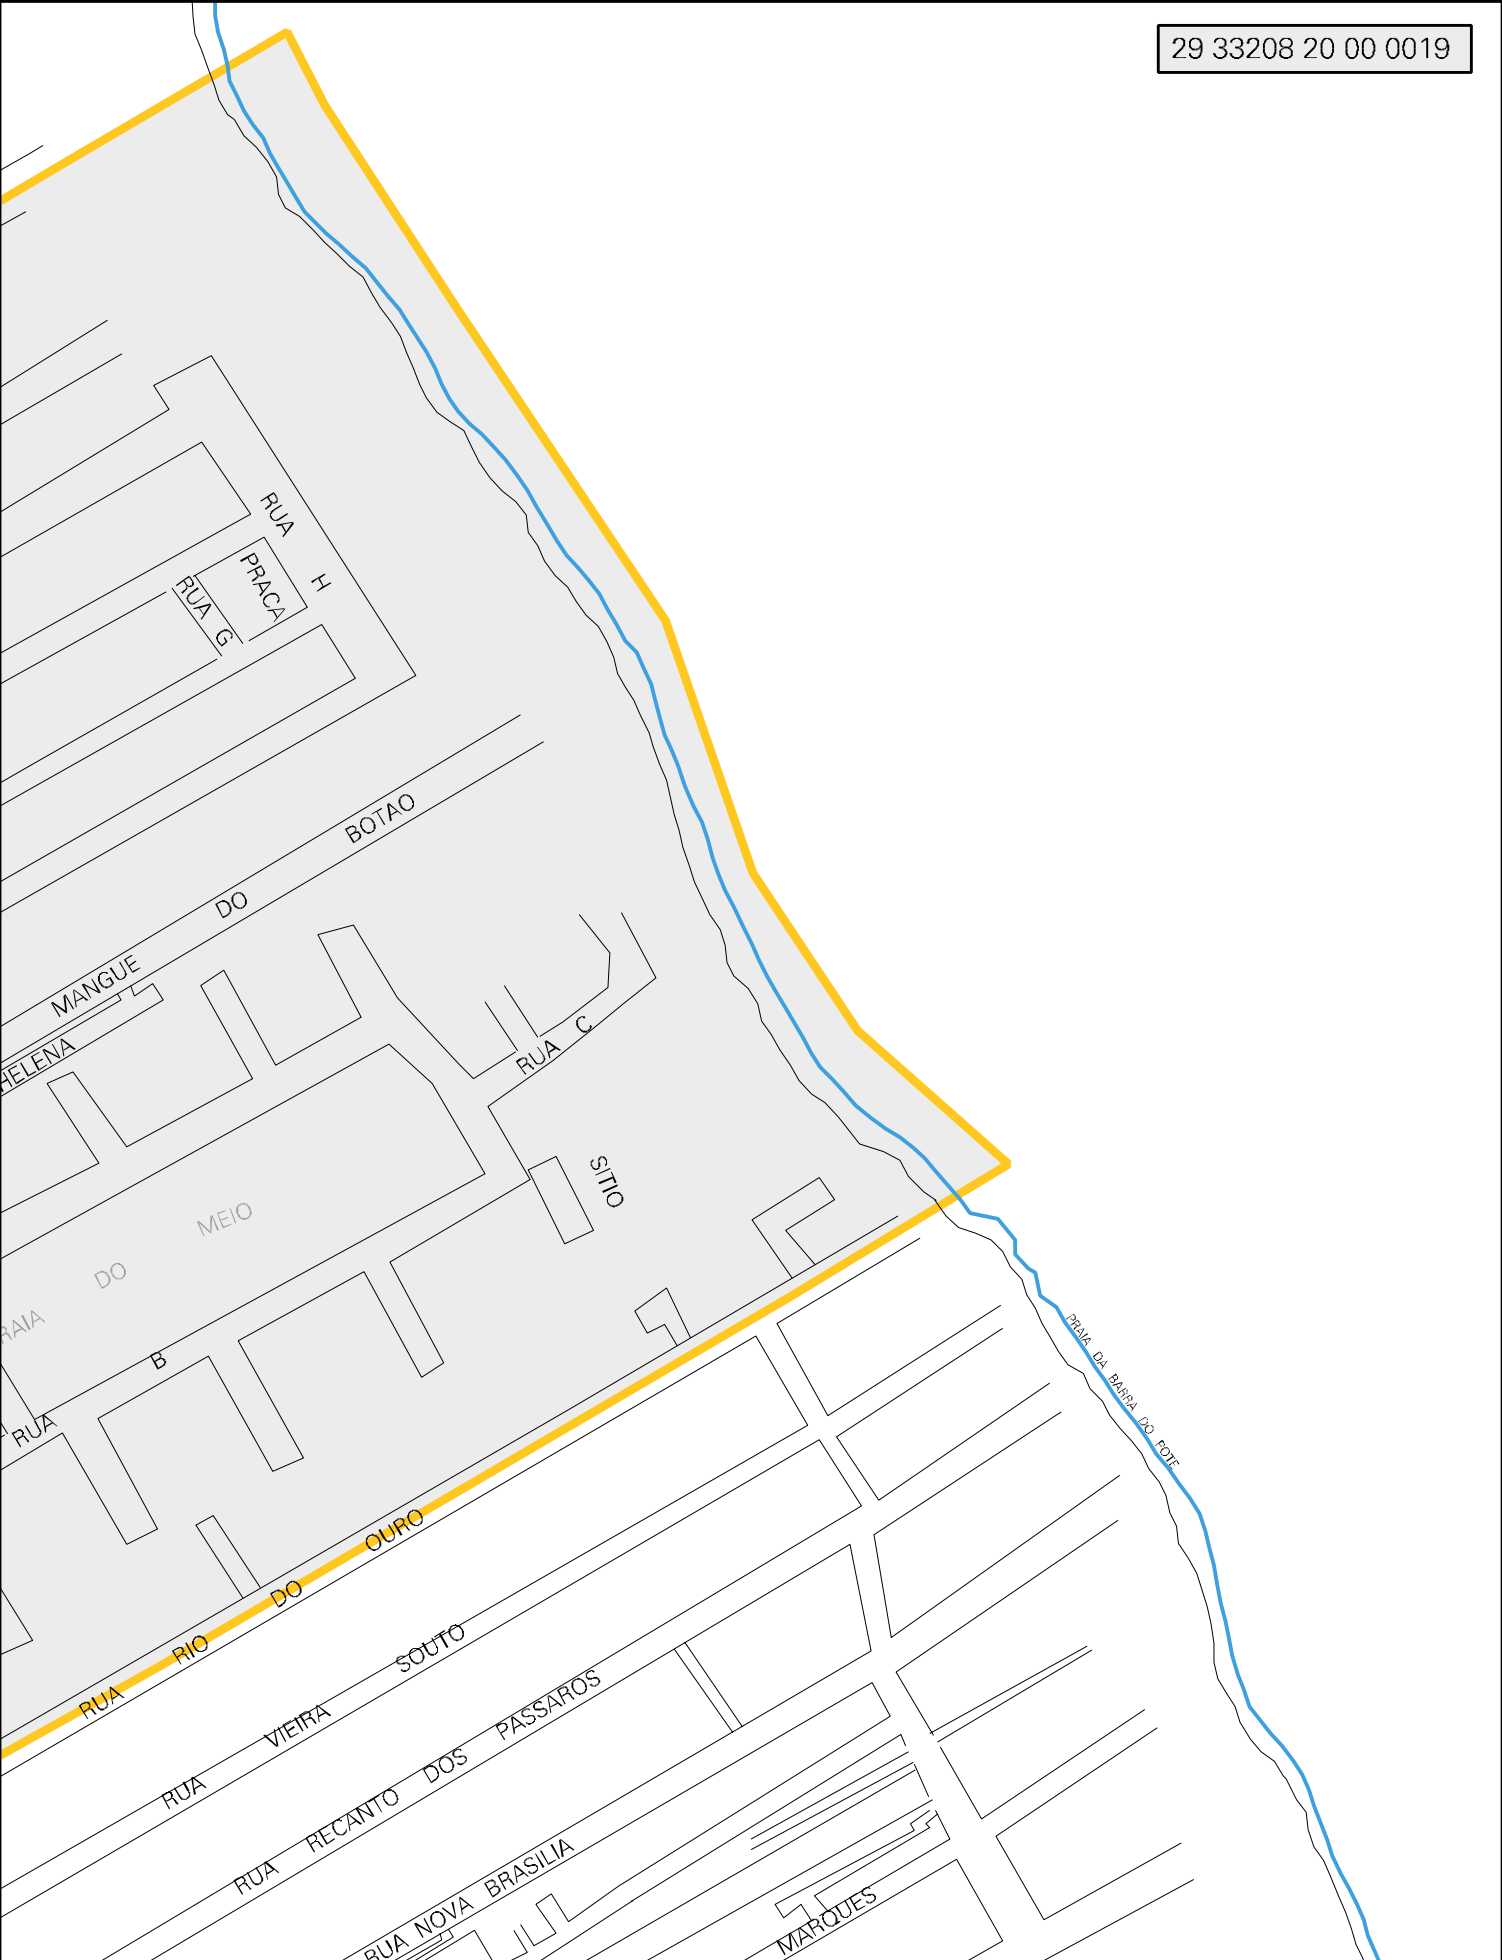 29 33208 20 00 0019
RUA H
PRACA
RUA G
MANGUE DO BOTAO
HELENA
RUA C
SITIO
RAIA DO MEIO
RUA B
PRAIA DA BARRA DO POTE
RUA RIO DO OURO
RUA VIEIRA SOUTO
RUA RECANTO DOS PASSAROS
RUA NOVA BRASILIA
MARQUES